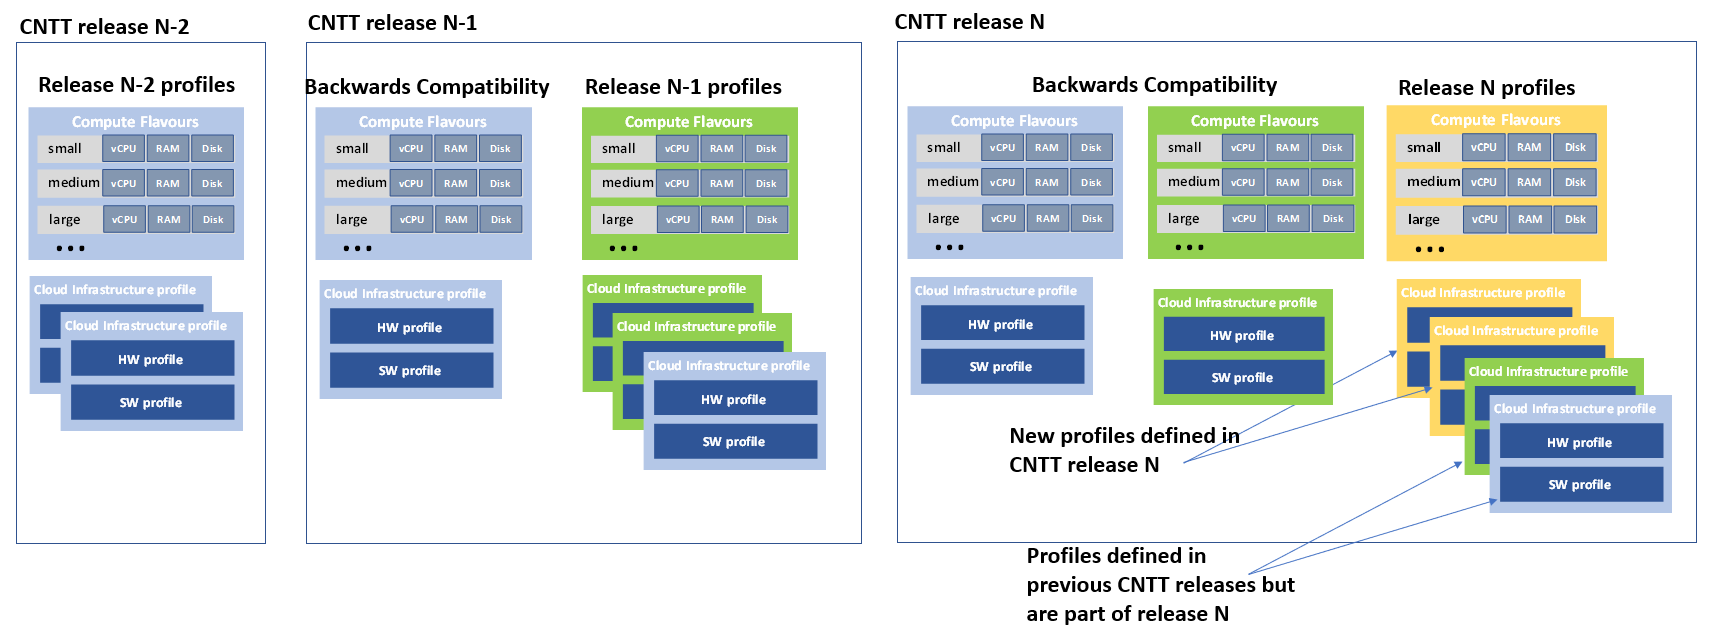 CNTT release N-2
Release N-2 profiles
Compute Flavours
small vCPU RAM Disk
medium vCPU RAM Disk
large vCPU RAM Disk
...
Cloud Infrastructure profile
Cloud Infrastructure profile
HW profile
SW profile
CNTT release N-1
Backwards Compatibility
Compute Flavours
small vCPU RAM Disk
medium vCPU RAM Disk
large vCPU RAM Disk
...
Cloud Infrastructure profile
HW profile
SW profile
Release N-1 profiles
Compute Flavours
small vCPU RAM Disk
medium vCPU RAM Disk
large vCPU RAM Disk
...
Cloud Infrastructure profile
Cloud Infrastructure profile
Cloud Infrastructure profile
HW profile
SW profile
CNTT release N
Backwards Compatibility
Compute Flavours
small vCPU RAM Disk
medium vCPU RAM Disk
large vCPU RAM Disk
...
Cloud Infrastructure profile
HW profile
SW profile
Compute Flavours
small vCPU RAM Disk
medium vCPU RAM Disk
large vCPU RAM Disk
...
Cloud Infrastructure profile
HW profile
SW profile
Release N profiles
Compute Flavours
small vCPU RAM DIsk
medium vCPU RAM Disk
large vCPU RAM Disk
...
Cloud Infrastructure profile
Cloud Infrastructure profile
Cloud Infrastructure profile
Cloud Infrastructure profile
HW profile
SW profile
New profiles defined in
CNTT release N
Profiles defined in
previous CNTT releases but
are part of release N